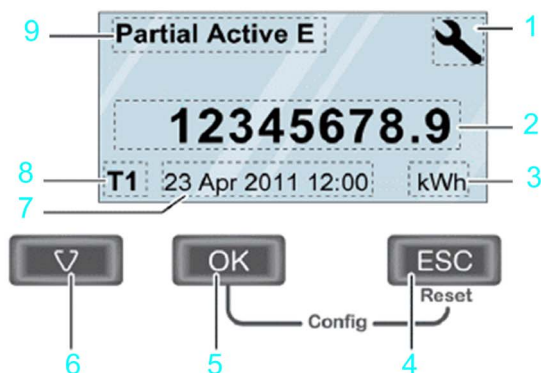 9 Partial Active E 1
12345678.9 2
8 T1 23 Apr 2011 12:00 kWh 3
7
OK ESC
Reset
Config
6 5 4